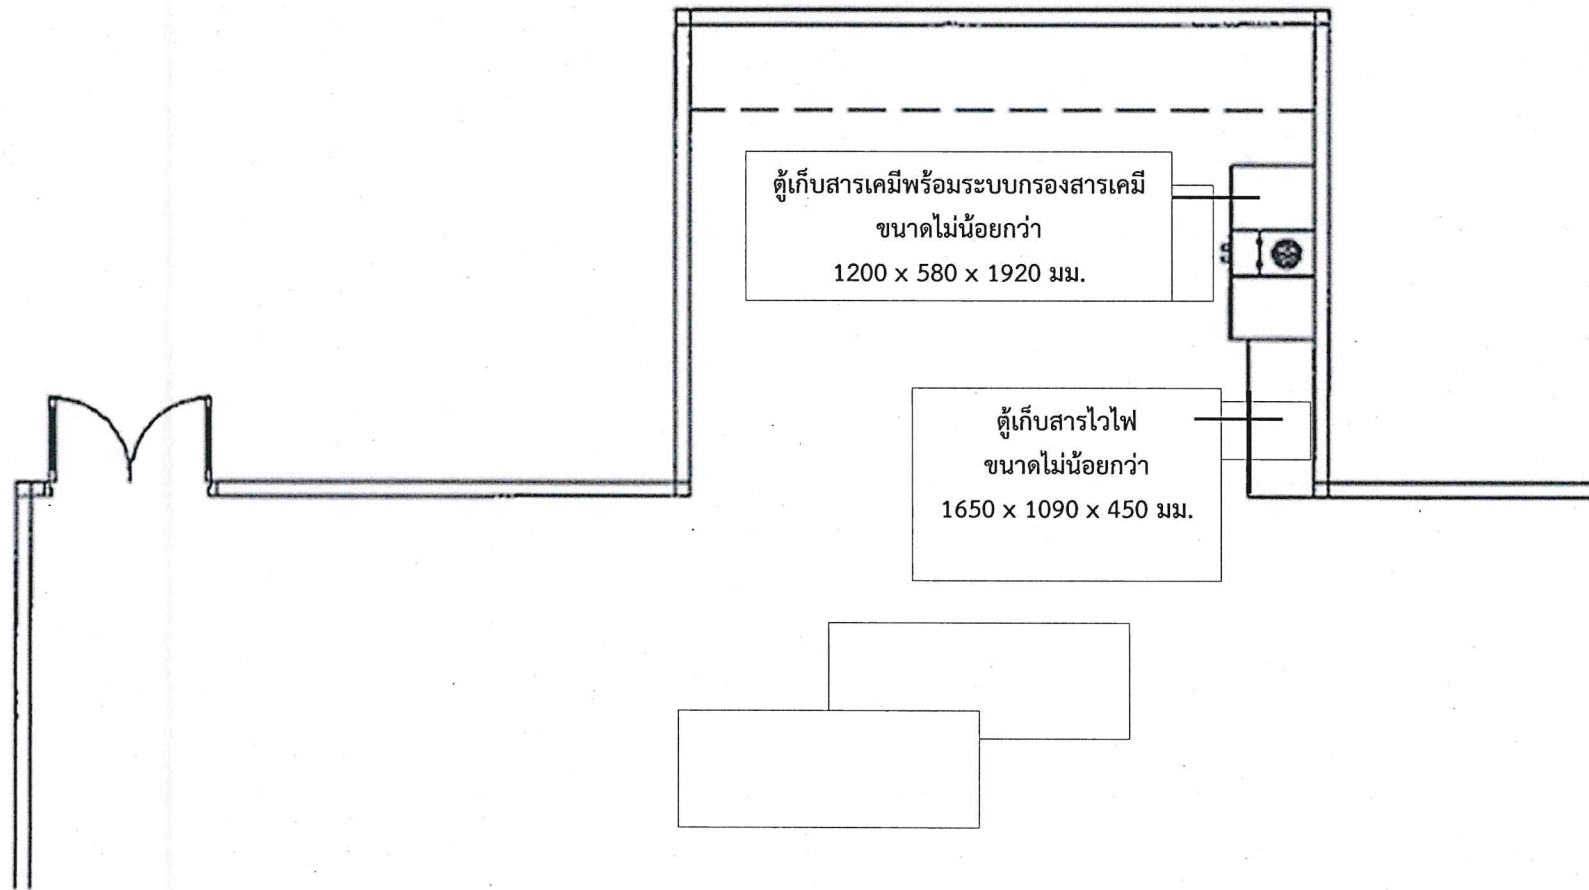 ตู้เก็บสารเคมีพร้อมระบบกรองสารเคมี
ขนาดไม่น้อยกว่า
1200 x 580 x 1920 มม.
ตู้เก็บสารไวไฟ
ขนาดไม่น้อยกว่า
1650 x 1090 x 450 มม.